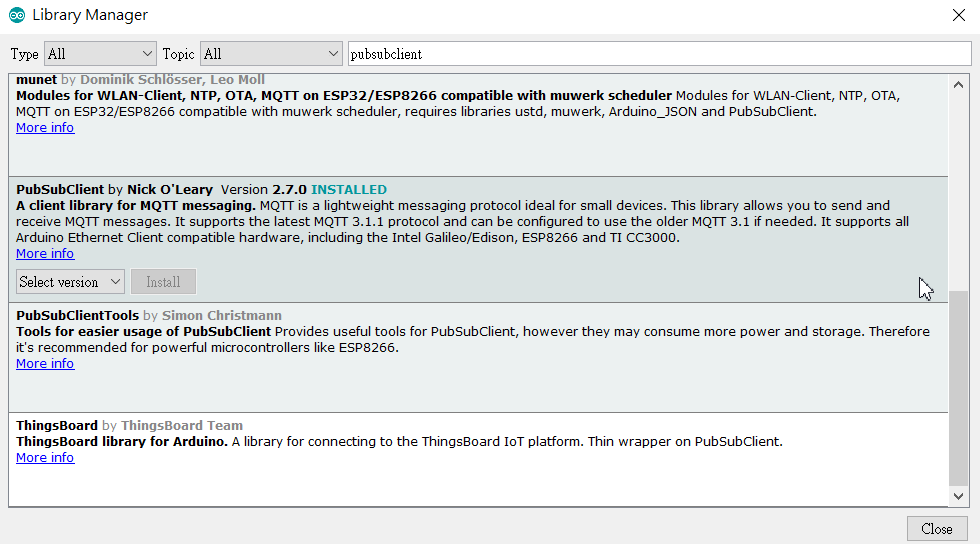 Library Manager
Type All Topic All pubsubclient
munet by Dominik Schlösser, Leo Moll
Modules for WLAN-Client, NTP, OTA, MQTT on ESP32/ESP8266 compatible with muwerk scheduler Modules for WLAN-Client, NTP, OTA,
MQTT on ESP32/ESP8266 compatible with muwerk scheduler, requires libraries ustd, muwerk, Arduino_JSON and PubSubClient.
More info
PubSubClient by Nick O'Leary Version 2.7.0 INSTALLED
A client library for MQTT messaging. MQTT is a lightweight messaging protocol ideal for small devices. This library allows you to send and
receive MQTT messages. It supports the latest MQTT 3.1.1 protocol and can be configured to use the older MQTT 3.1 if needed. It supports all
Arduino Ethernet Client compatible hardware, including the Intel Galileo/Edison, ESP8266 and TI CC3000.
More info
Select version Install
PubSubClientTools by Simon Christmann
Tools for easier usage of PubSubClient Provides useful tools for PubSubClient, however they may consume more power and storage. Therefore
it's recommended for powerful microcontrollers like ESP8266.
More info
ThingsBoard by ThingsBoard Team
ThingsBoard library for Arduino. A library for connecting to the ThingsBoard IoT platform. Thin wrapper on PubSubClient.
More info
Close